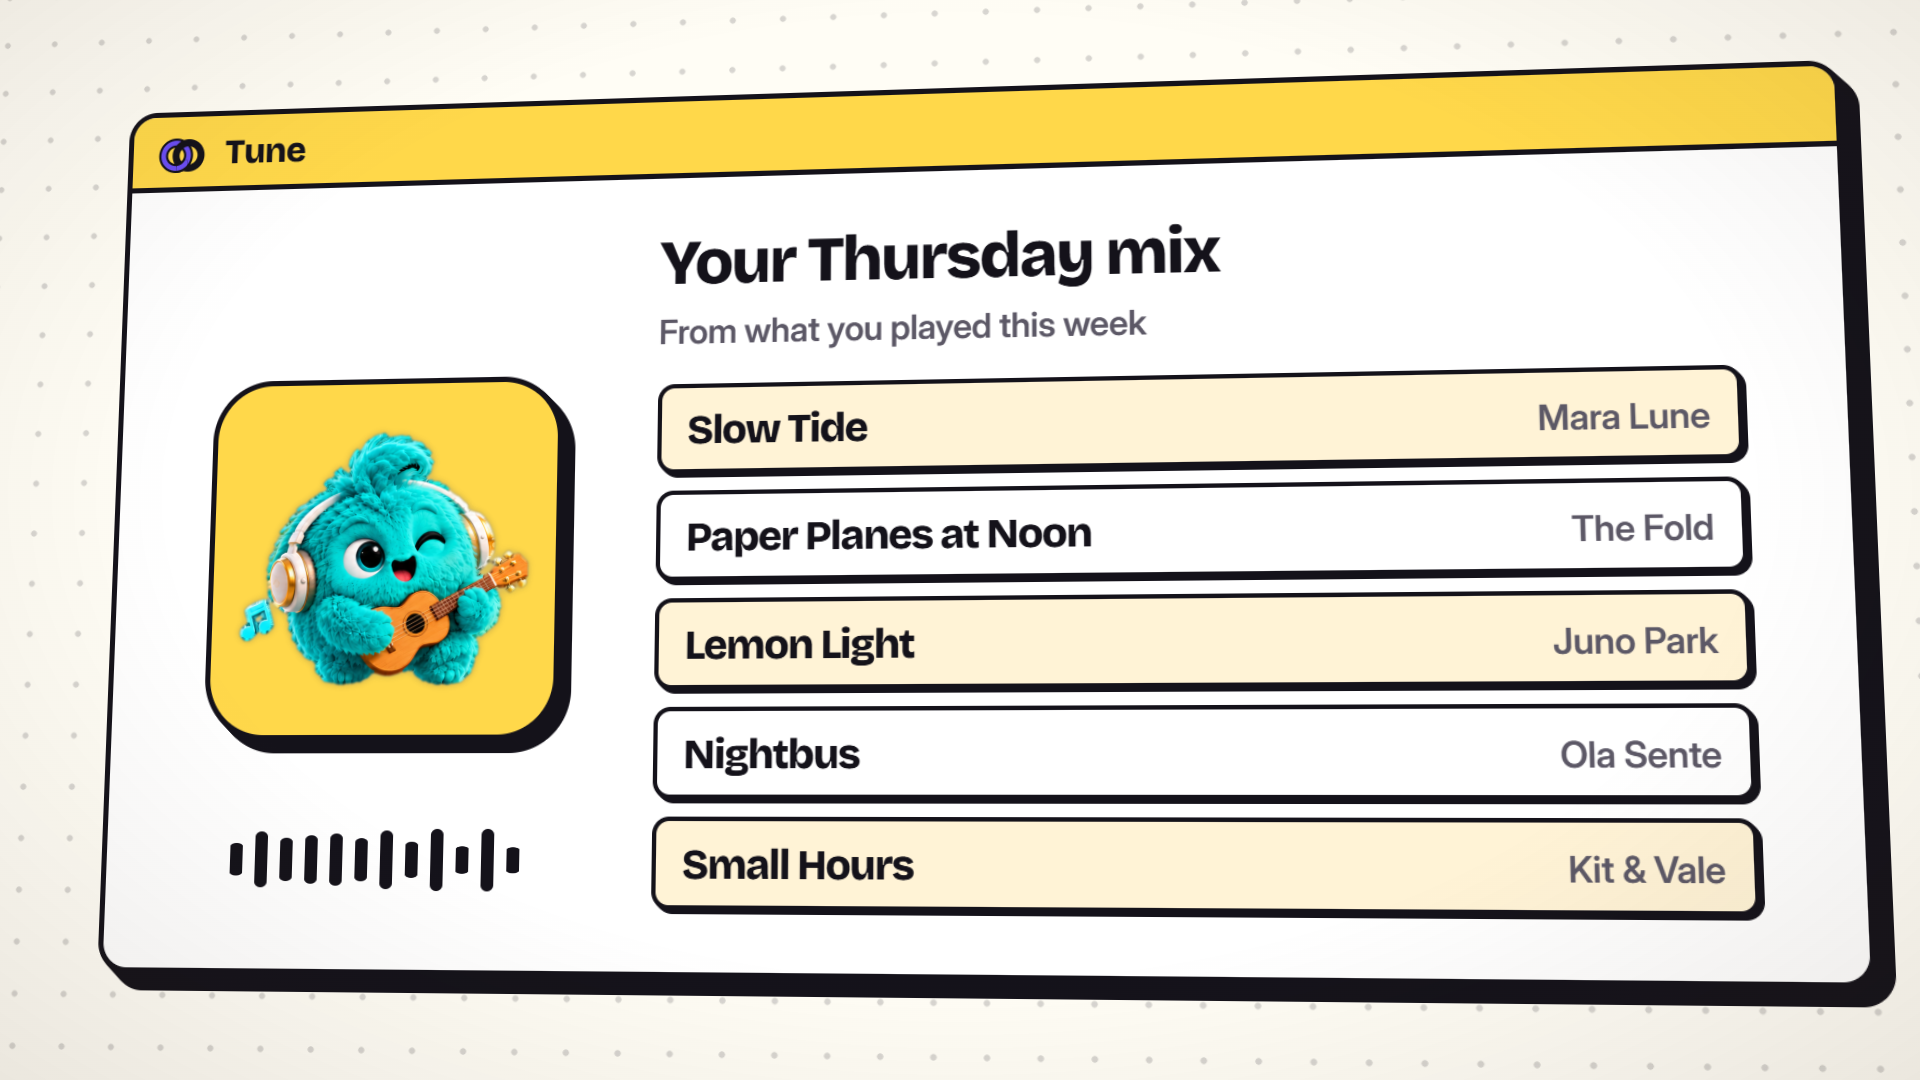 Tune
Your Thursday mix
From what you played this week
Slow Tide Mara Lune
Paper Planes at Noon The Fold
Lemon Light Juno Park
Nightbus Ola Sente
Small Hours Kit & Vale